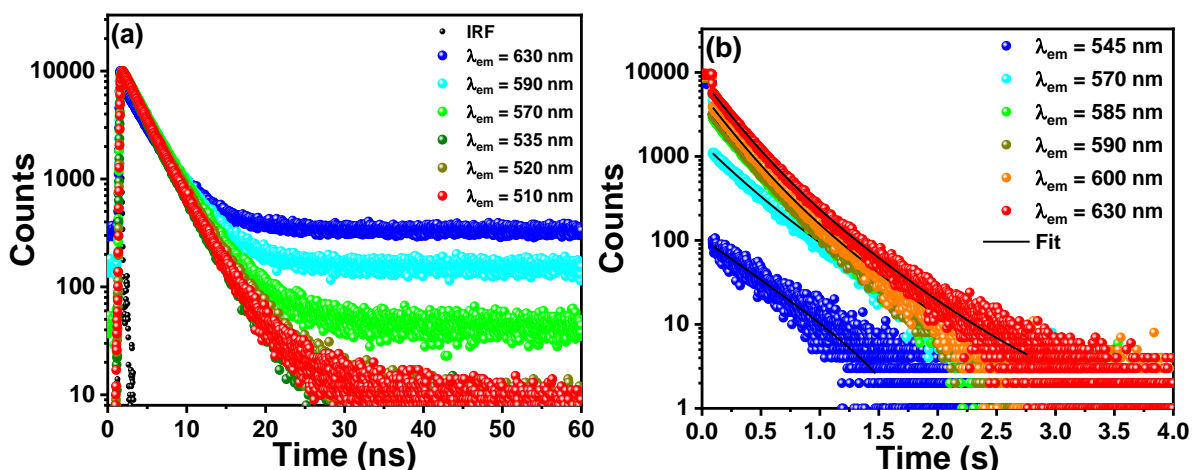 (a)
IRF
λem = 630 nm
λem = 590 nm
λem = 570 nm
λem = 535 nm
λem = 520 nm
λem = 510 nm
10000
1000
100
10
Counts
0 10 20 30 40 50 60
Time (ns)
(b)
λem = 545 nm
λem = 570 nm
λem = 585 nm
λem = 590 nm
λem = 600 nm
λem = 630 nm
Fit
10000
1000
100
10
1
Counts
0.0 0.5 1.0 1.5 2.0 2.5 3.0 3.5 4.0
Time (s)